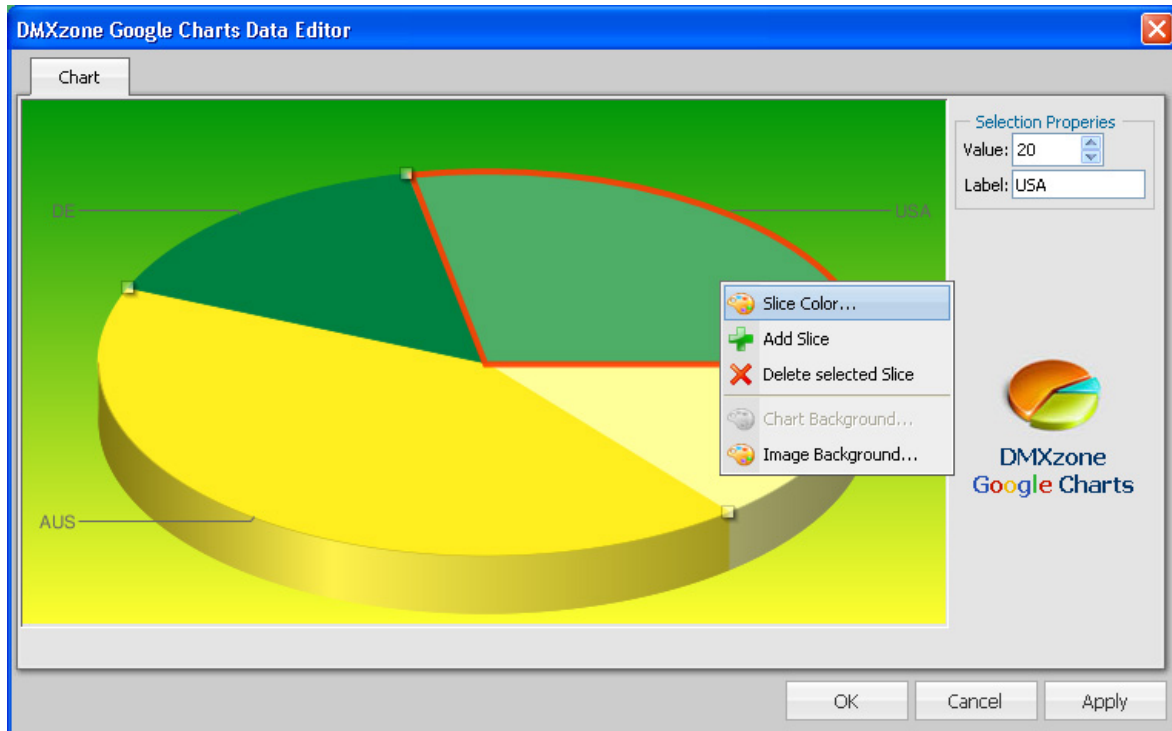 DMXzone Google Charts Data Editor
Chart
Selection Properies
Value: 20
Label: USA
DE
USA
Slice Color...
Add Slice
Delete selected Slice
Chart Background...
Image Background...
AUS
DMXzone
Google Charts
OK
Cancel
Apply